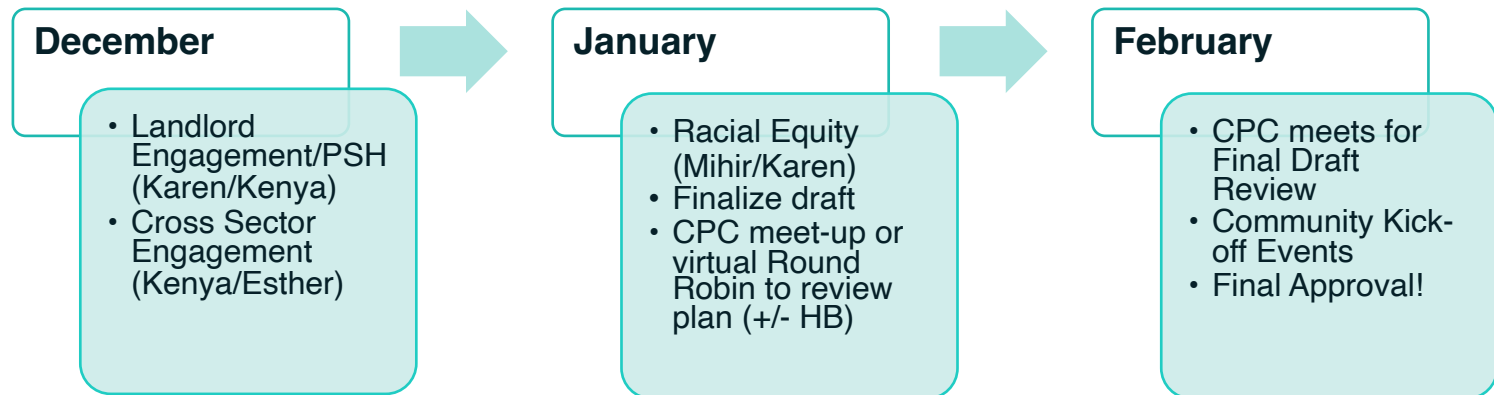 December
• Landlord
Engagement/PSH
(Karen/Kenya)
• Cross Sector
Engagement
(Kenya/Esther)
January
• Racial Equity
(Mihir/Karen)
• Finalize draft
• CPC meet-up or
virtual Round
Robin to review
plan (+/- HB)
February
• CPC meets for
Final Draft
Review
• Community Kick-
off Events
• Final Approval!